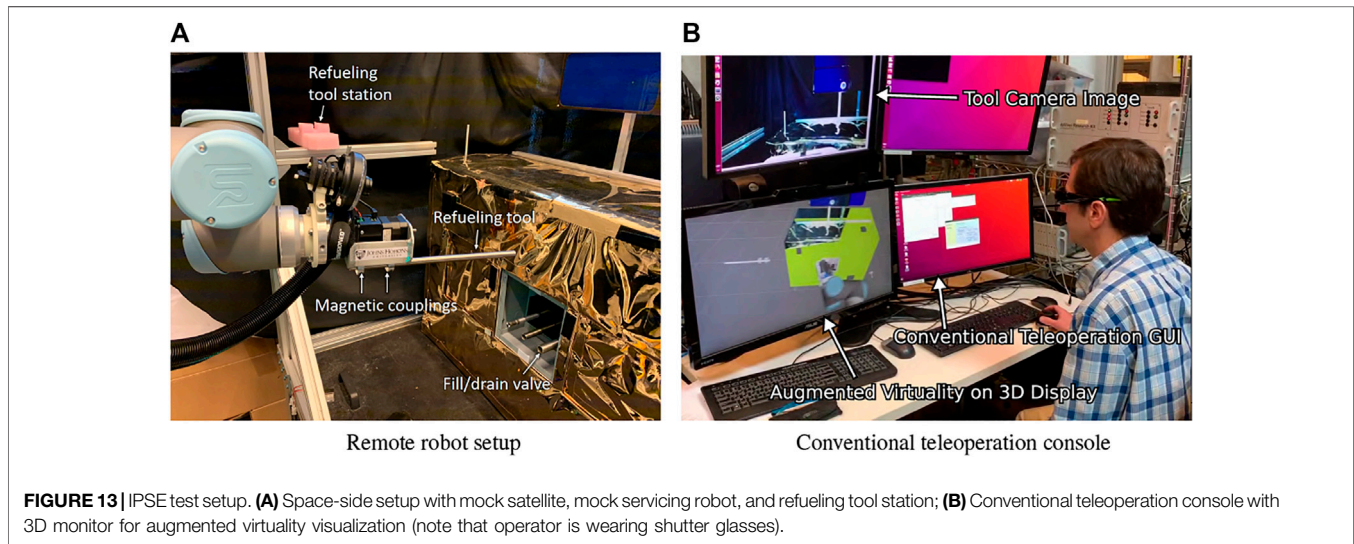 A
B
Refueling
tool station
Refueling tool
Magnetic couplings
Fill/drain valve
Tool Camera Image
Conventional Teleoperation GUI
Augmented Virtuality on 3D Display
Remote robot setup
Conventional teleoperation console
FIGURE 13 | IPSE test setup. (A) Space-side setup with mock satellite, mock servicing robot, and refueling tool station; (B) Conventional teleoperation console with
3D monitor for augmented virtuality visualization (note that operator is wearing shutter glasses).